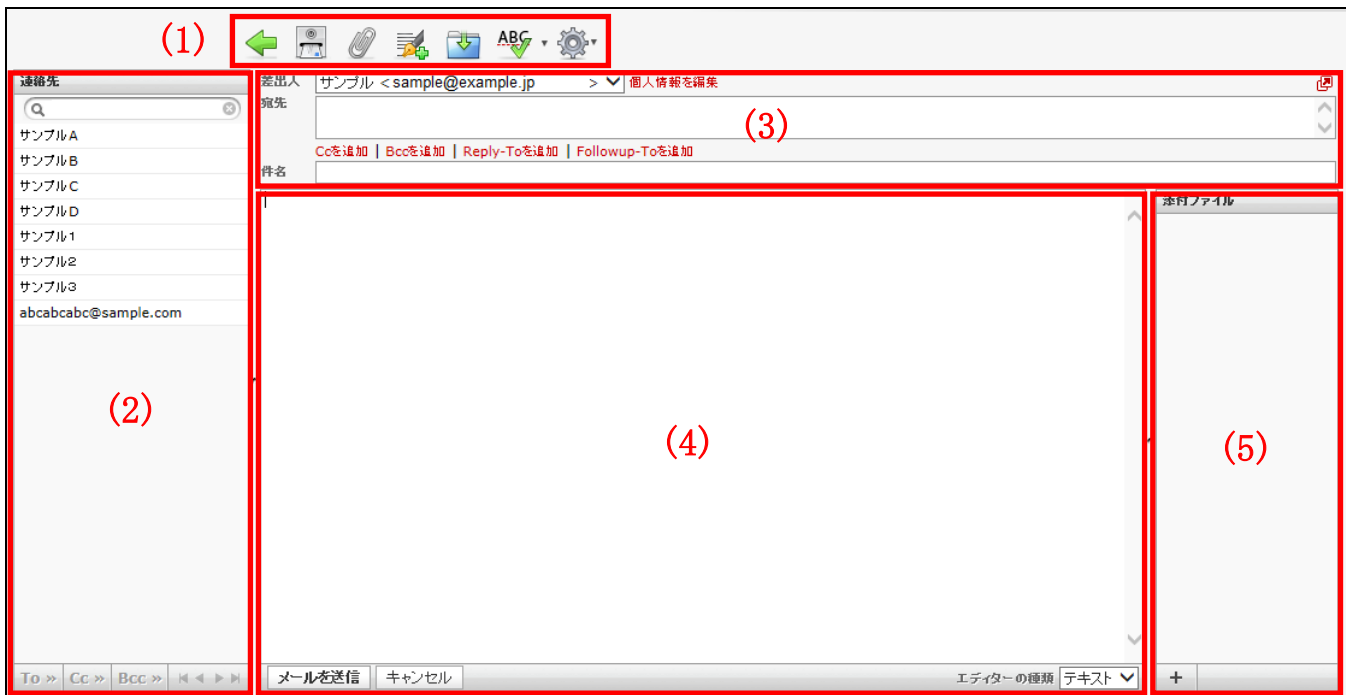 (1)
ABC
連絡先
サンプルA
サンプルB
サンプルC
サンプルD
サンプル1
サンプル2
サンプル3
abcabcabc@sample.com
(2)
To » Cc » Bcc »
差出人 サンプル < sample@example.jp > 個人情報を編集
宛先
(3)
Ccを追加 | Bccを追加 | Reply-Toを追加 | Followup-Toを追加
件名
(4)
メールを送信 キャンセル エディターの種類 テキスト
添付ファイル
(5)
+